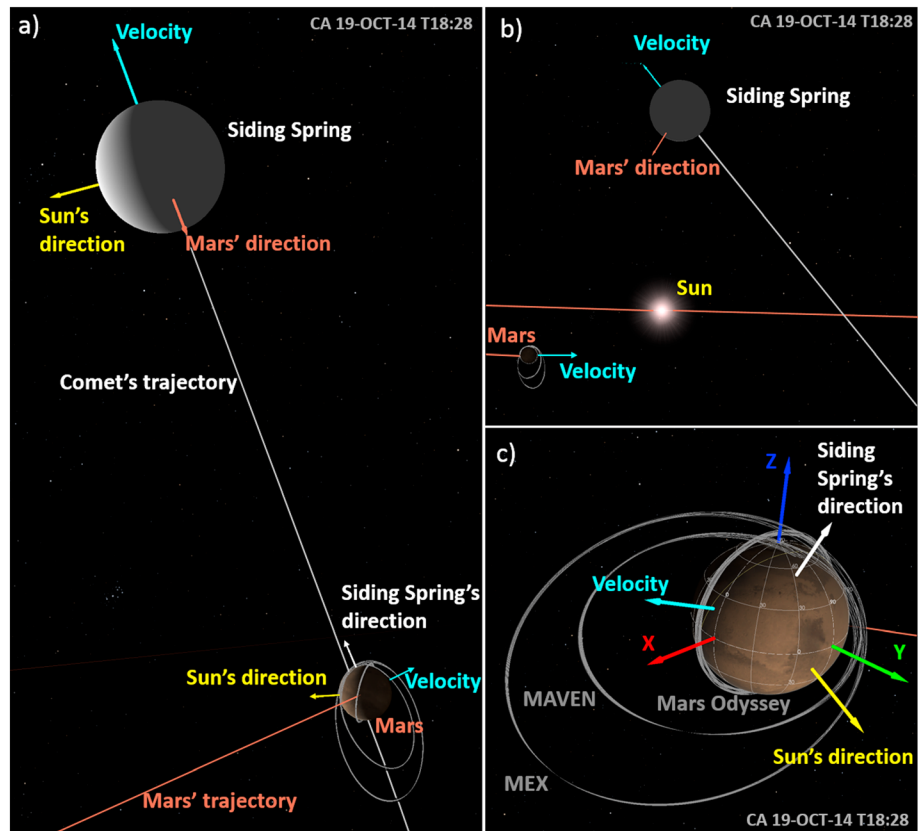 a)
CA 19-OCT-14 T18:28
Velocity
Siding Spring
Sun's
direction
Mars' direction
Comet's trajectory
Siding Spring's
direction
Sun's direction
Velocity
Mars
Mars' trajectory
b)
CA 19-OCT-14 T18:28
Velocity
Siding Spring
Mars' direction
Sun
Mars
Velocity
c)
Siding
Spring's
direction
Z
Velocity
X
Y
MAVEN
Mars Odyssey
Sun's direction
MEX
CA 19-OCT-14 T18:28